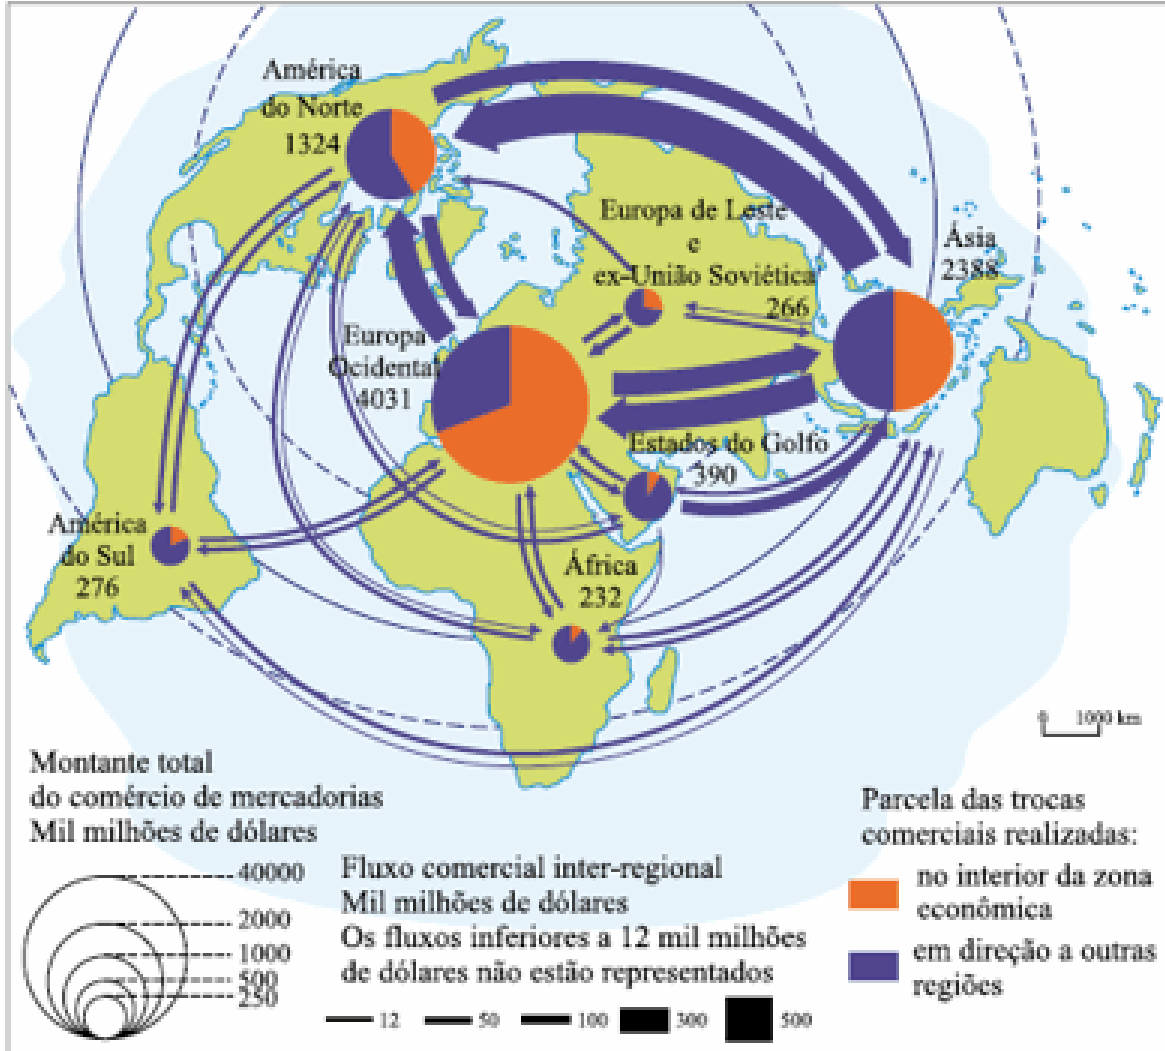 América
do Norte
1324
Europa de Leste
e
ex-União Soviética
266
Ásia
2388
Europa
Ocidental
4031
Estados do Golfo
390
América
do Sul
276
África
232
0 1000 km
Montante total
do comércio de mercadorias
Mil milhões de dólares
40000
2000
1000
500
250
Fluxo comercial inter-regional
Mil milhões de dólares
Os fluxos inferiores a 12 mil milhões
de dólares não estão representados
12 50 100 300 500
Parcela das trocas
comerciais realizadas:
no interior da zona
econômica
em direção a outras
regiões